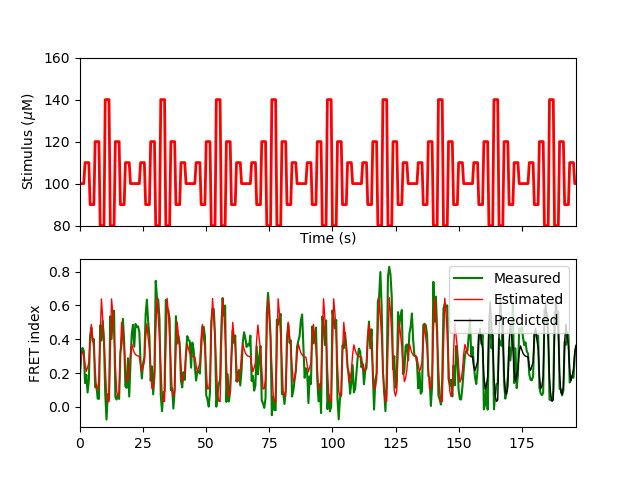 160
140
120
100
80
Stimulus (μM)
Time (s)
0.8
0.6
0.4
0.2
0.0
FRET index
Measured
Estimated
Predicted
0 25 50 75 100 125 150 175